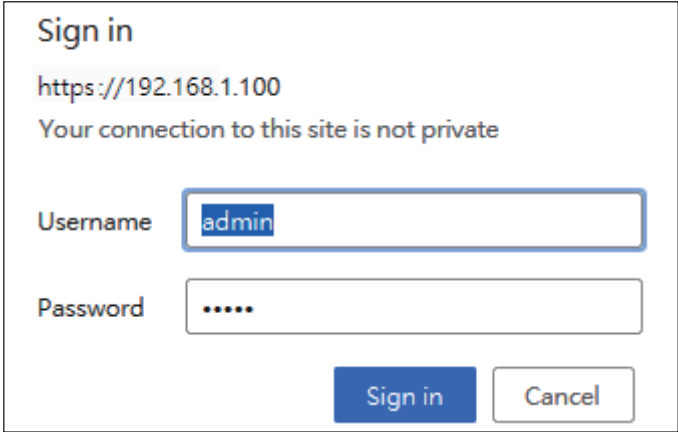 Sign in
https://192.168.1.100
Your connection to this site is not private
Username admin
Password •••••
Sign in Cancel